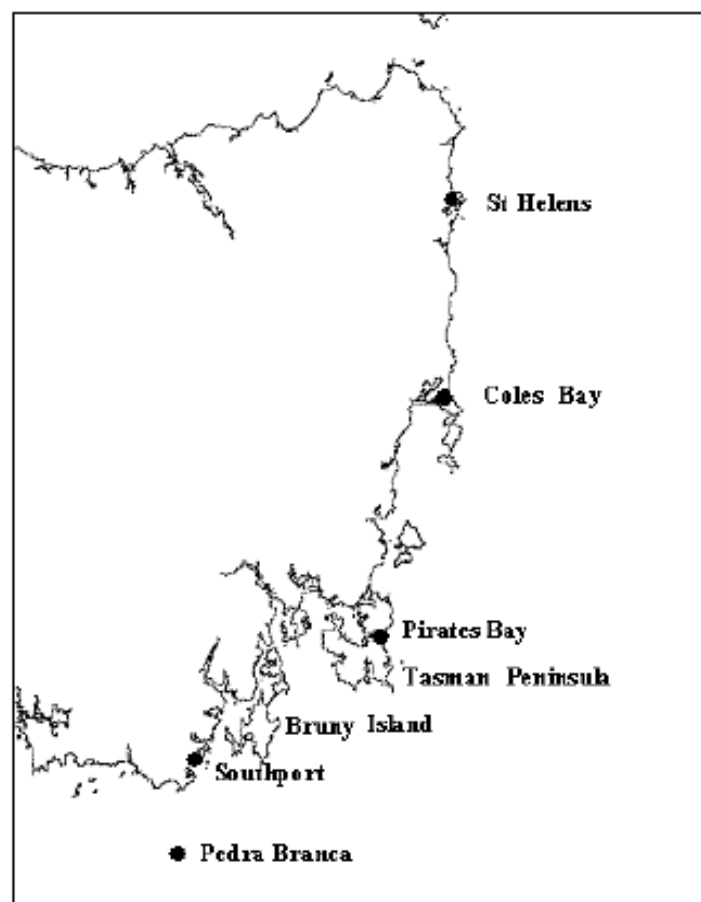 St Helens
Coles Bay
Pirates Bay
Tasman Peninsula
Bruny Island
Southport
Pedra Branca